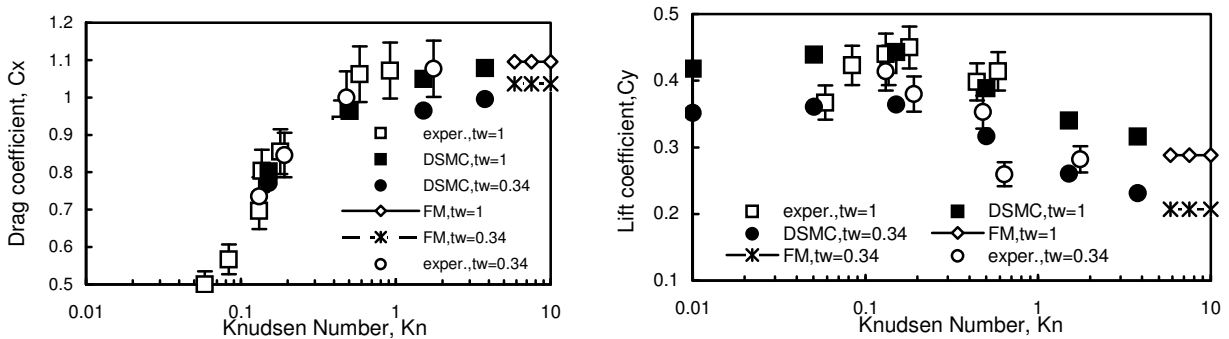 Drag coefficient, Cx
1.2
1.1
1
0.9
0.8
0.7
0.6
0.5
0.01
0.1
1
10
Knudsen Number, Kn
exper.,tw=1
DSMC,tw=1
DSMC,tw=0.34
FM,tw=1
FM,tw=0.34
exper.,tw=0.34
Lift coefficient,Cy
0.5
0.4
0.3
0.2
0.1
0.01
0.1
1
10
Knudsen Number, Kn
exper.,tw=1
DSMC,tw=1
DSMC,tw=0.34
FM,tw=1
FM,tw=0.34
exper.,tw=0.34